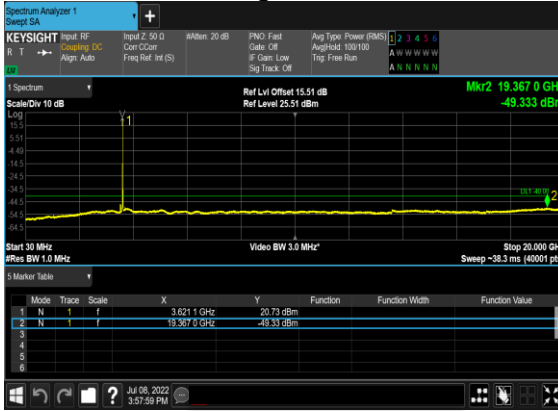 Spectrum Analyzer 1
Swept SA
+
KEYSIGHT
R T
LXI
Input: RF
Coupling: DC
Align: Auto
Input Z: 50 Ω
Corr CCorr
Freq Ref: Int (S)
#Atten: 20 dB
PNO: Fast
Gate: Off
IF Gain: Low
Sig Track: Off
Avg Type: Power (RMS)
Avg|Hold: 100/100
Trig: Free Run
1 2 3 4 5 6
A W W W W W
A N N N N N
1 Spectrum
Scale/Div 10 dB
Ref Lvl Offset 15.51 dB
Ref Level 25.51 dBm
Mkr2 19.367 0 GH
-49.333 dBr
Log
15.5
5.51
-4.49
-14.5
-24.5
-34.5
-44.5
-54.5
-64.5
1
DL1 -40.00
2
Start 30 MHz
#Res BW 1.0 MHz
Video BW 3.0 MHz*
Stop 20.000 GH
Sweep ~38.3 ms (40001 pt
5 Marker Table
Mode Trace Scale X Y Function Function Width Function Value
1 N 1 f 3.621 1 GHz 20.73 dBm
2 N 1 f 19.367 0 GHz -49.33 dBm
3
4
5
6
?
Jul 08, 2022
3:57:59 PM